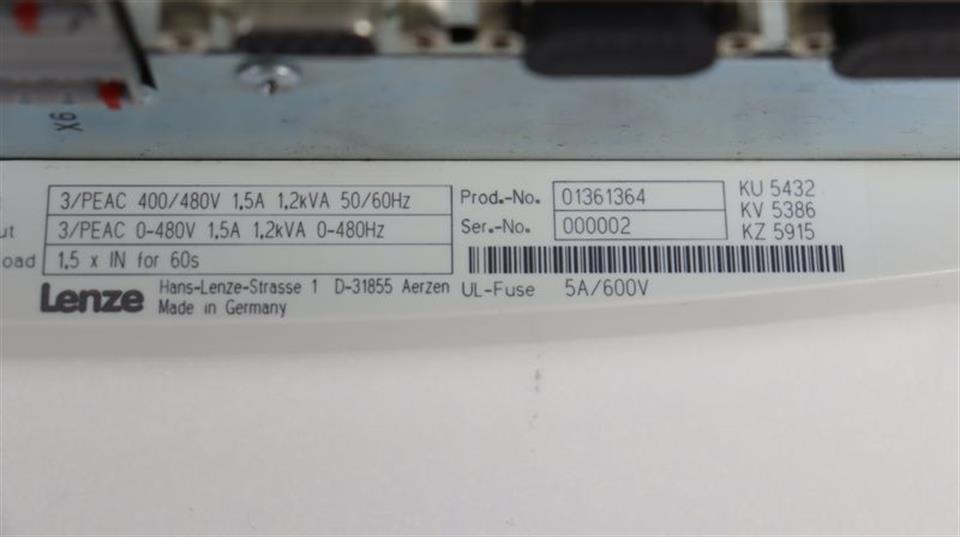 X6
3/PEAC 400/480V 1,5A 1,2kVA 50/60Hz
ut 3/PEAC 0-480V 1,5A 1,2kVA 0-480Hz
oad 1,5 x IN for 60s
Lenze Hans-Lenze-Strasse 1 D-31855 Aerzen
Made in Germany
Prod.-No. 01361364
Ser.-No. 000002
UL-Fuse 5A/600V
KU 5432
KV 5386
KZ 5915